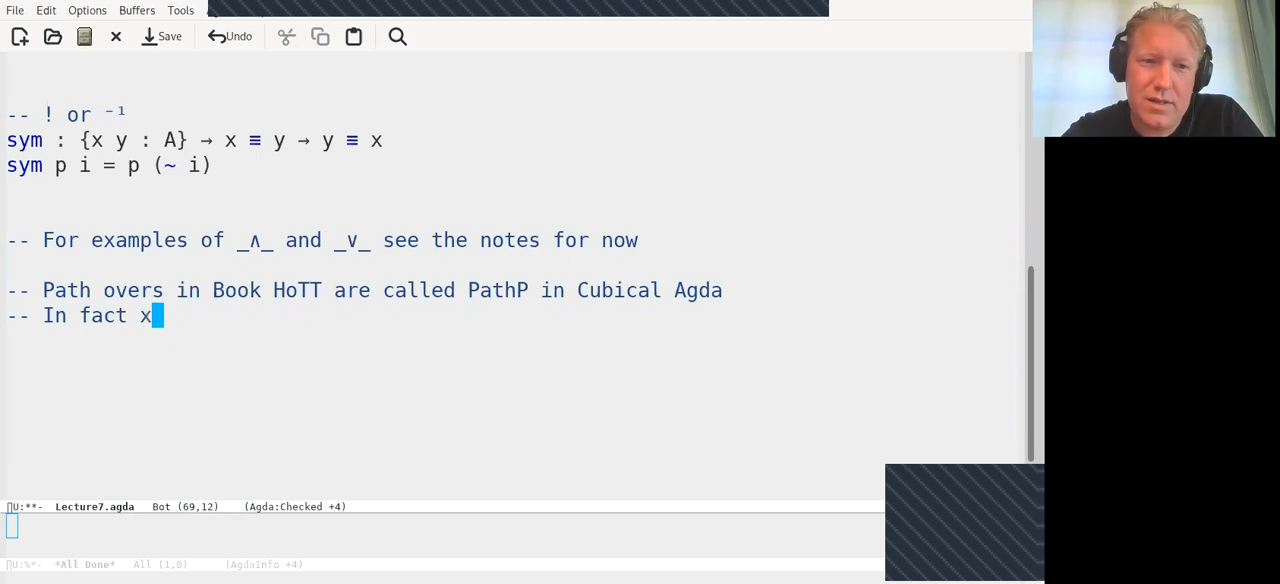 File Edit Options Buffers Tools
Save Undo
-- ! or ⁻¹
sym : {x y : A} → x ≡ y → y ≡ x
sym p i = p (~ i)
-- For examples of _∧_ and _∨_ see the notes for now
-- Path overs in Book HoTT are called PathP in Cubical Agda
-- In fact x
U:**- Lecture7.agda Bot (69,12) (Agda:Checked +4)
U:%*- *All Done* All (1,0) (AgdaInfo +4)